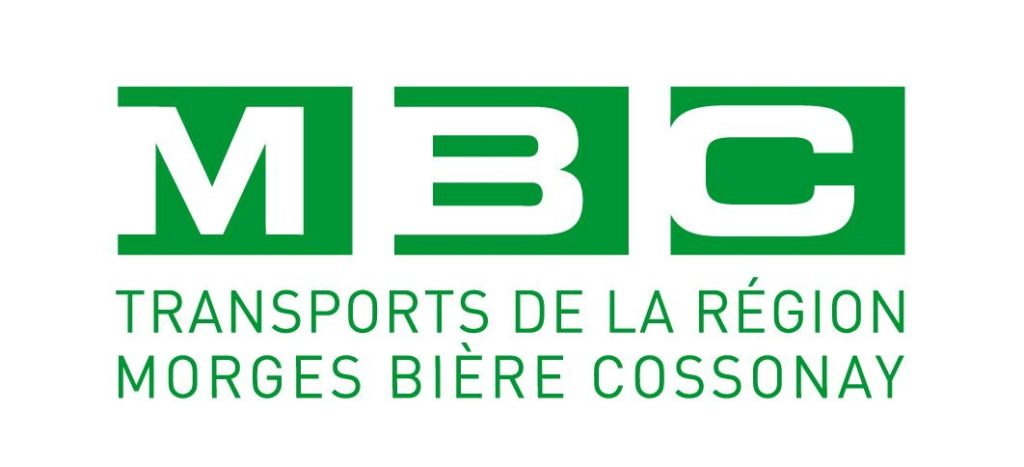 MBC
TRANSPORTS DE LA RÉGION
MORGES BIÈRE COSSONAY